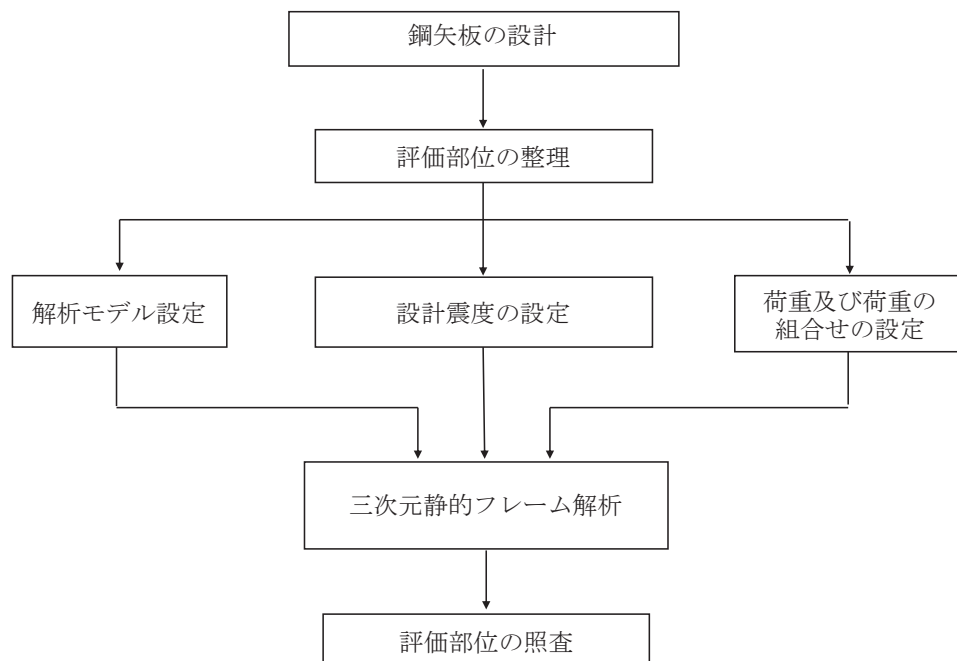 鋼矢板の設計
評価部位の整理
解析モデル設定
設計震度の設定
荷重及び荷重の
組合せの設定
三次元静的フレーム解析
評価部位の照査